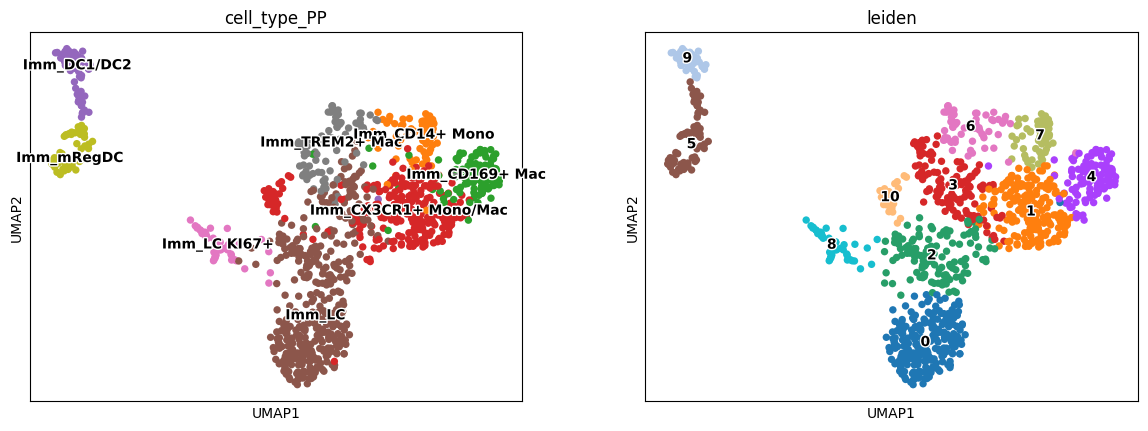 cell_type_PP
Imm_DC1/DC2
Imm_mRegDC
Imm_TREM2+ Mac
Imm_CD14+ Mono
Imm_CD169+ Mac
Imm_CX3CR1+ Mono/Mac
Imm_LC KI67+
Imm_LC
UMAP2
UMAP1
leiden
9
5
6
7
4
3
10
1
8
2
0
UMAP2
UMAP1